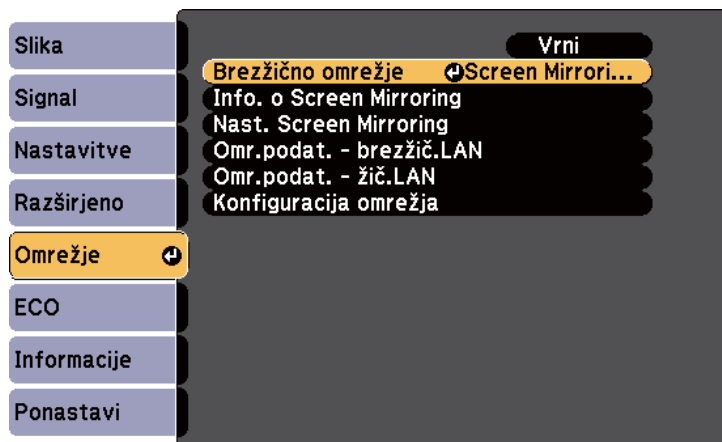 Slika
Signal
Nastavitve
Razširjeno
Omrežje
ECO
Informacije
Ponastavi
Vrni
Brezžično omrežje Screen Mirrori...
Info. o Screen Mirroring
Nast. Screen Mirroring
Omr.podat. - brezžič.LAN
Omr.podat. - žič.LAN
Konfiguracija omrežja